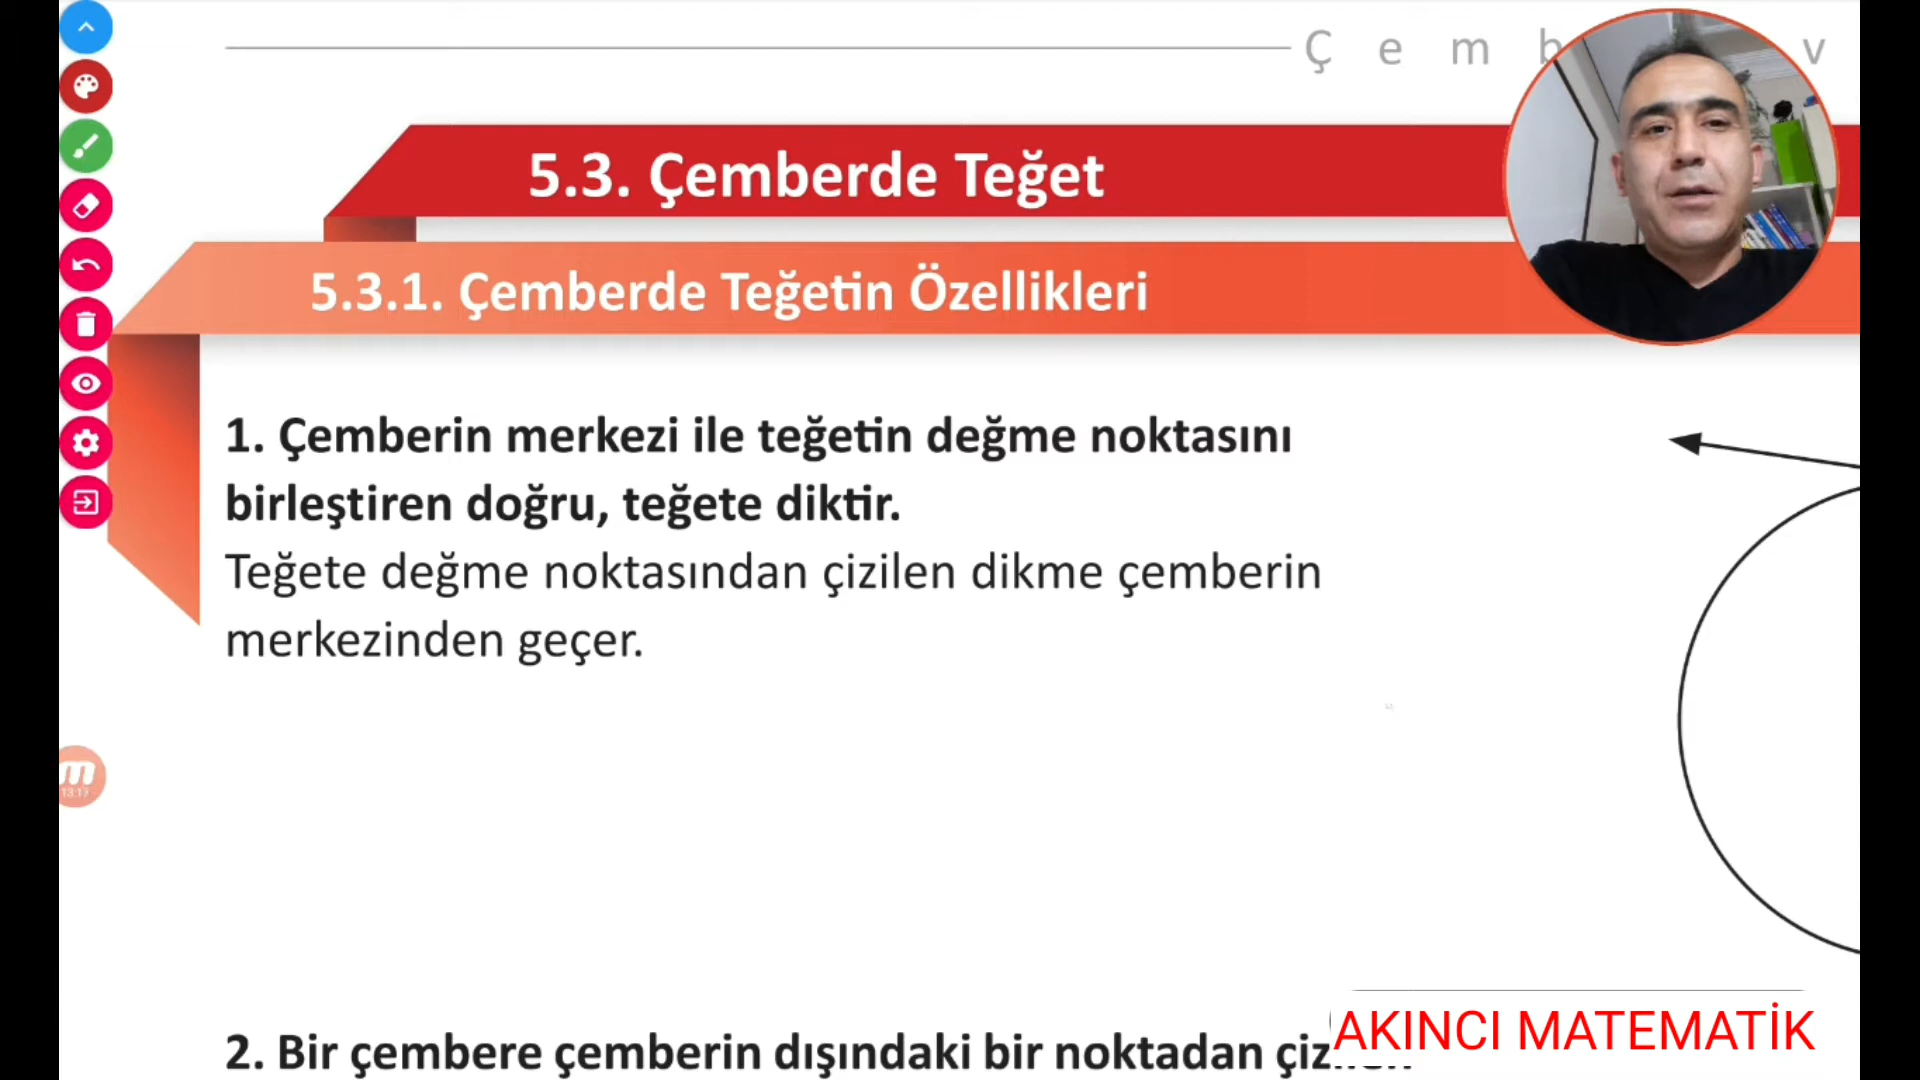 Ç e m b v
5.3. Çemberde Teğet
5.3.1. Çemberde Teğetin Özellikleri
1. Çemberin merkezi ile teğetin değme noktasını
birleştiren doğru, teğete diktir.
Teğete değme noktasından çizilen dikme çemberin
merkezinden geçer.
m
13:17
2. Bir çembere çemberin dışındaki bir noktadan
AKINCI MATEMATİK